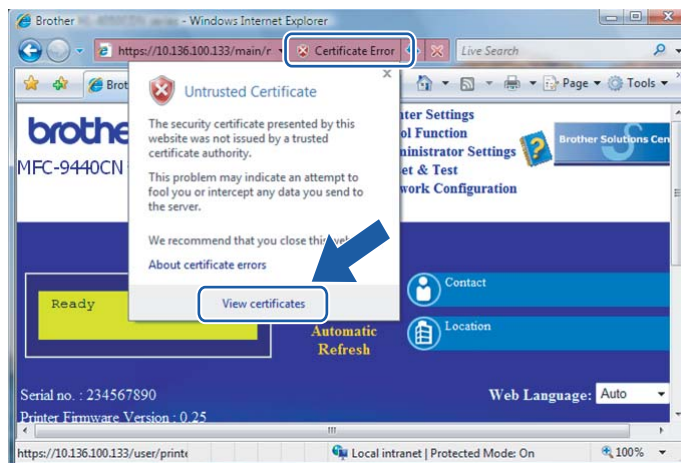 Brother - Windows Internet Explorer
https://10.136.100.133/main/r Certificate Error Live Search
Brot Page Tools
Untrusted Certificate
The security certificate presented by this
website was not issued by a trusted
certificate authority.
This problem may indicate an attempt to
fool you or intercept any data you send to
the server.
We recommend that you close this
About certificate errors
View certificates
brothe
MFC-9440CN
nter Settings
ol Function
ministrator Settings
et & Test
work Configuration
Brother Solutions Cen
Ready
Automatic
Refresh
Contact
Location
Serial no. : 234567890
Web Language: Auto
Printer Firmware Version : 0.25
https://10.136.100.133/user/printe Local intranet | Protected Mode: On 100%